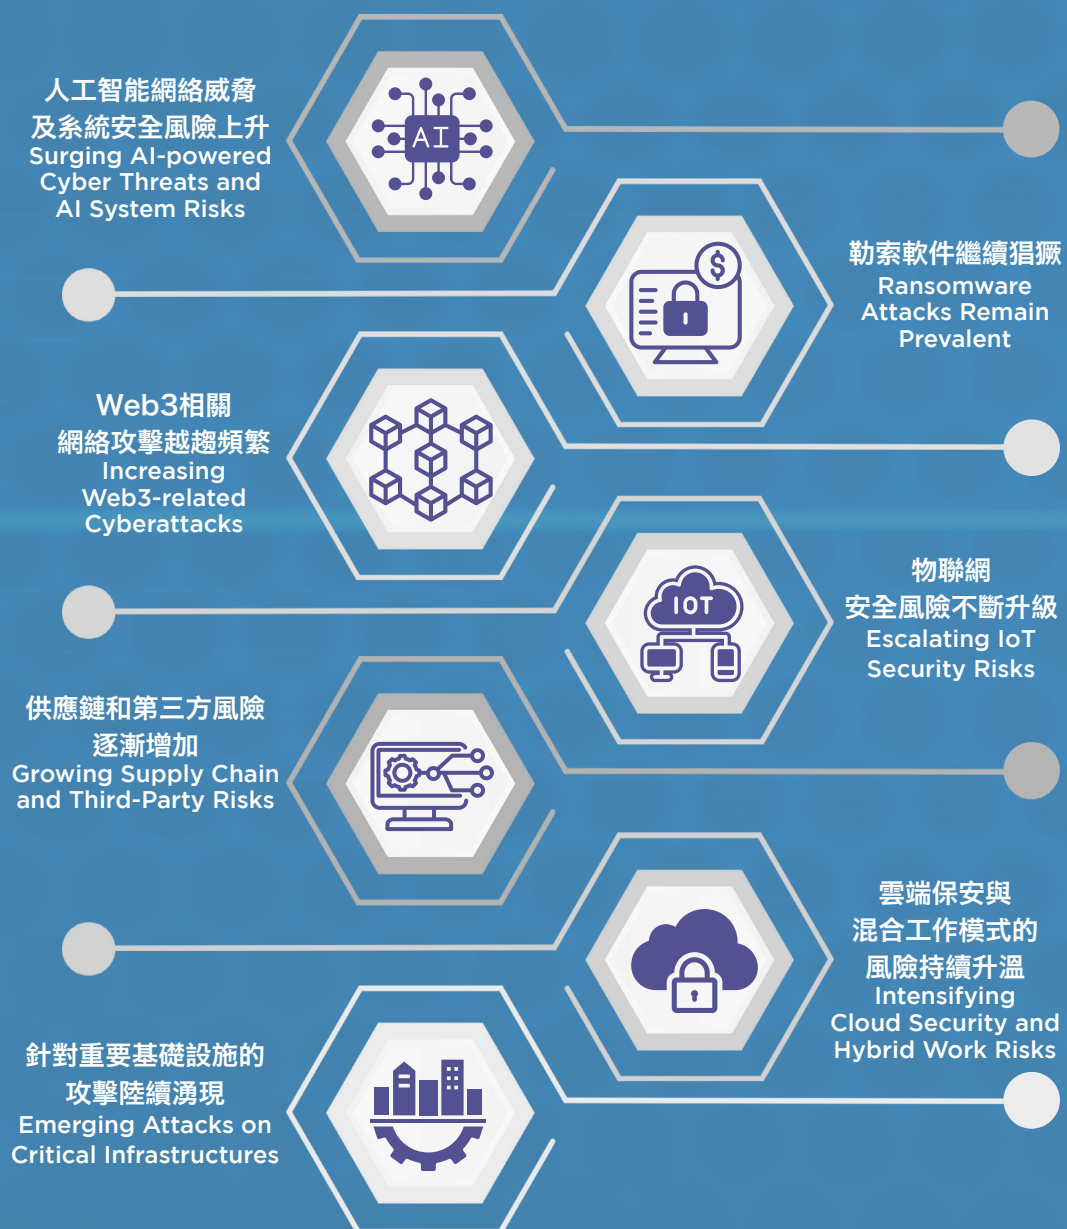 人工智能網絡威脅
及系統安全風險上升
Surging AI-powered
Cyber Threats and
AI System Risks
AI
勒索軟件繼續猖獗
Ransomware
Attacks Remain
Prevalent
$
Web3相關
網絡攻擊越趨頻繁
Increasing
Web3-related
Cyberattacks
物聯網
安全風險不斷升級
Escalating IoT
Security Risks
IOT
供應鏈和第三方風險
逐漸增加
Growing Supply Chain
and Third-Party Risks
雲端保安與
混合工作模式的
風險持續升溫
Intensifying
Cloud Security and
Hybrid Work Risks
針對重要基礎設施的
攻擊陸續湧現
Emerging Attacks on
Critical Infrastructures